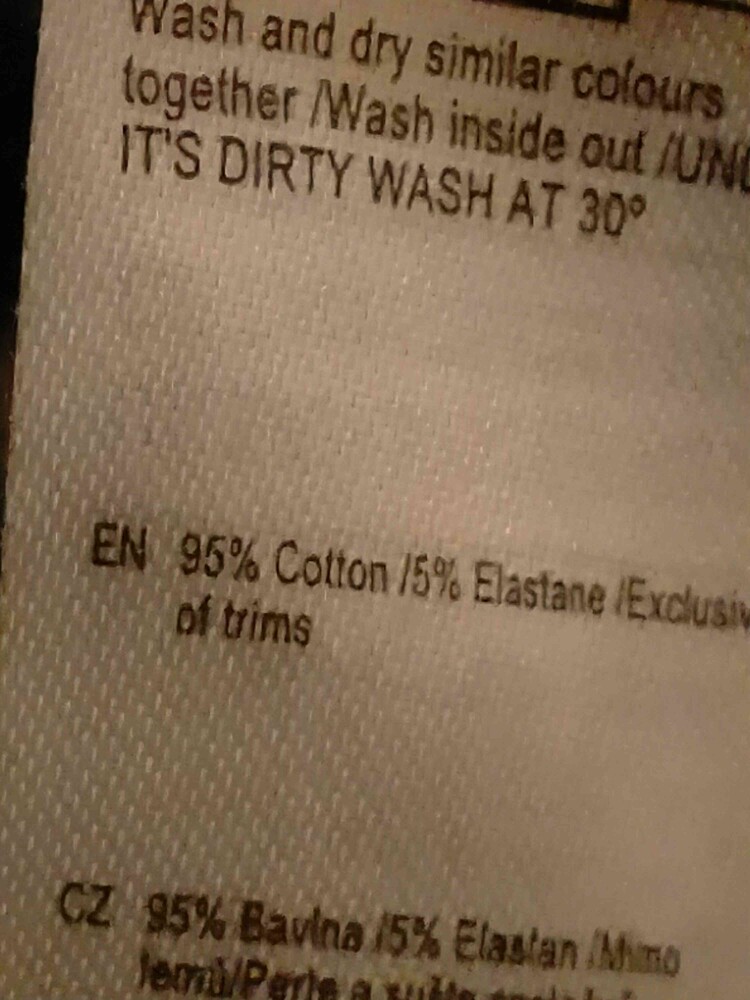 Wash and dry similar colours
together /Wash inside out
IT'S DIRTY WASH AT 30°
EN 95% Cotton /5% Elastane
of trims
CZ 95% Bavlna /5% Elastan /Mimo